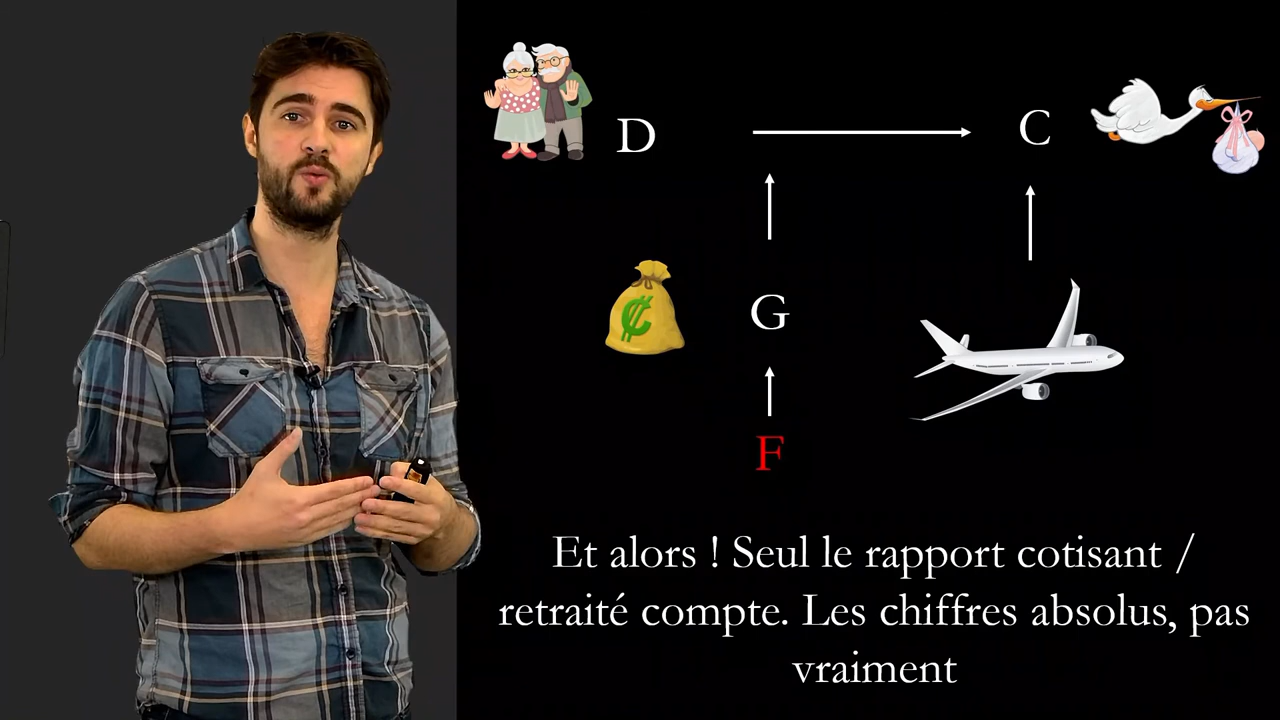 D
C
₵
G
F
Et alors ! Seul le rapport cotisant /
retraité compte. Les chiffres absolus, pas
vraiment